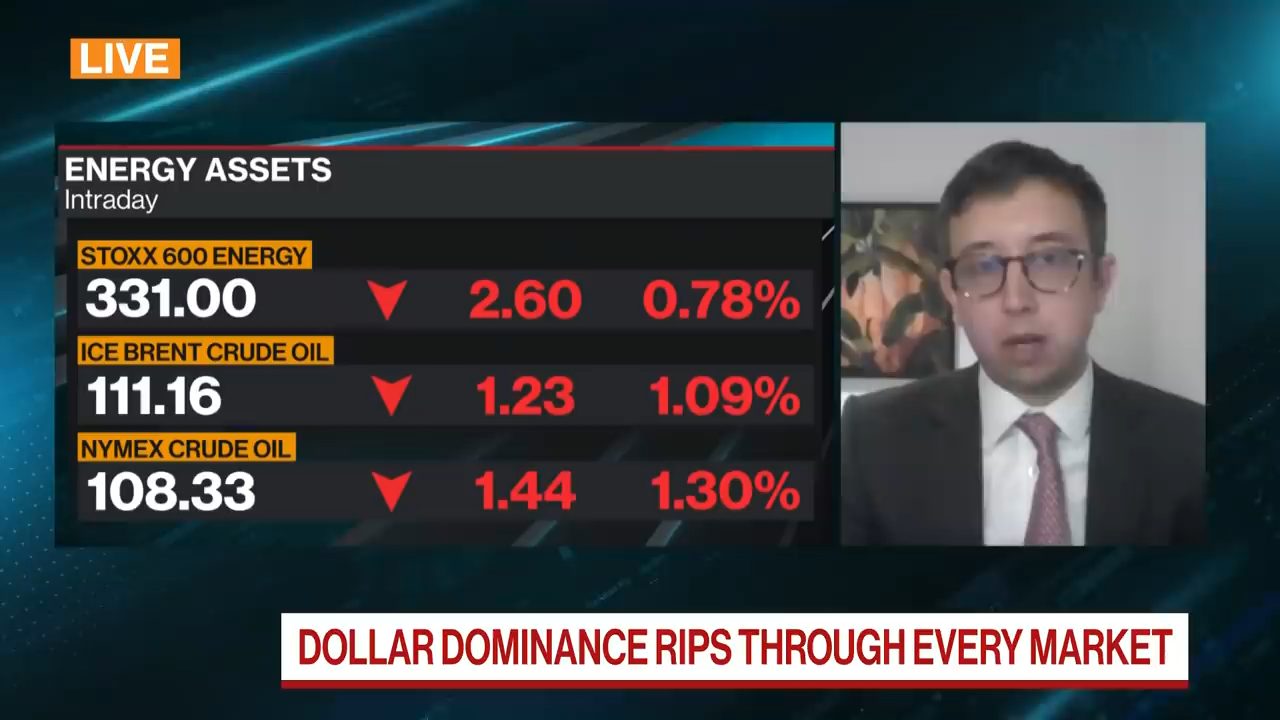 LIVE
ENERGY ASSETS
Intraday
STOXX 600 ENERGY
331.00 ▼ 2.60 0.78%
ICE BRENT CRUDE OIL
111.16 ▼ 1.23 1.09%
NYMEX CRUDE OIL
108.33 ▼ 1.44 1.30%
DOLLAR DOMINANCE RIPS THROUGH EVERY MARKET